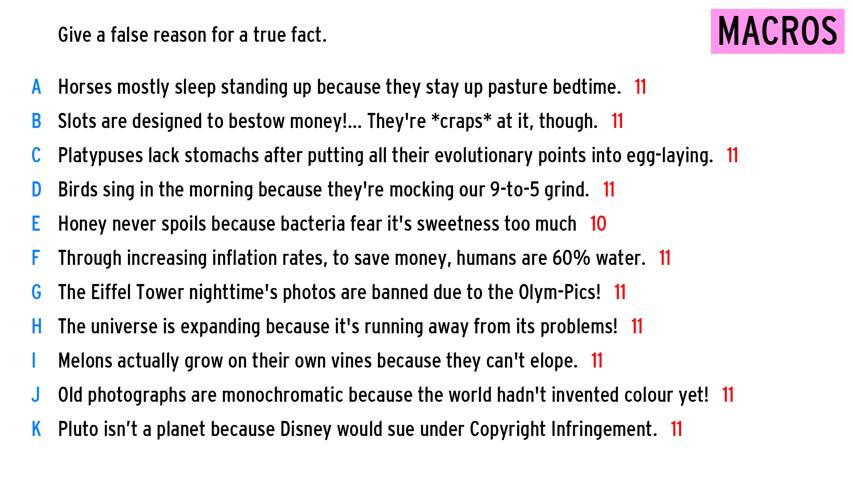 Give a false reason for a true fact.
MACROS
A Horses mostly sleep standing up because they stay up pasture bedtime. 11
B Slots are designed to bestow money!... They're *craps* at it, though. 11
C Platypuses lack stomachs after putting all their evolutionary points into egg-laying. 11
D Birds sing in the morning because they're mocking our 9-to-5 grind. 11
E Honey never spoils because bacteria fear it's sweetness too much 10
F Through increasing inflation rates, to save money, humans are 60% water. 11
G The Eiffel Tower nighttime's photos are banned due to the Olym-Pics! 11
H The universe is expanding because it's running away from its problems! 11
I Melons actually grow on their own vines because they can't elope. 11
J Old photographs are monochromatic because the world hadn't invented colour yet! 11
K Pluto isn’t a planet because Disney would sue under Copyright Infringement. 11